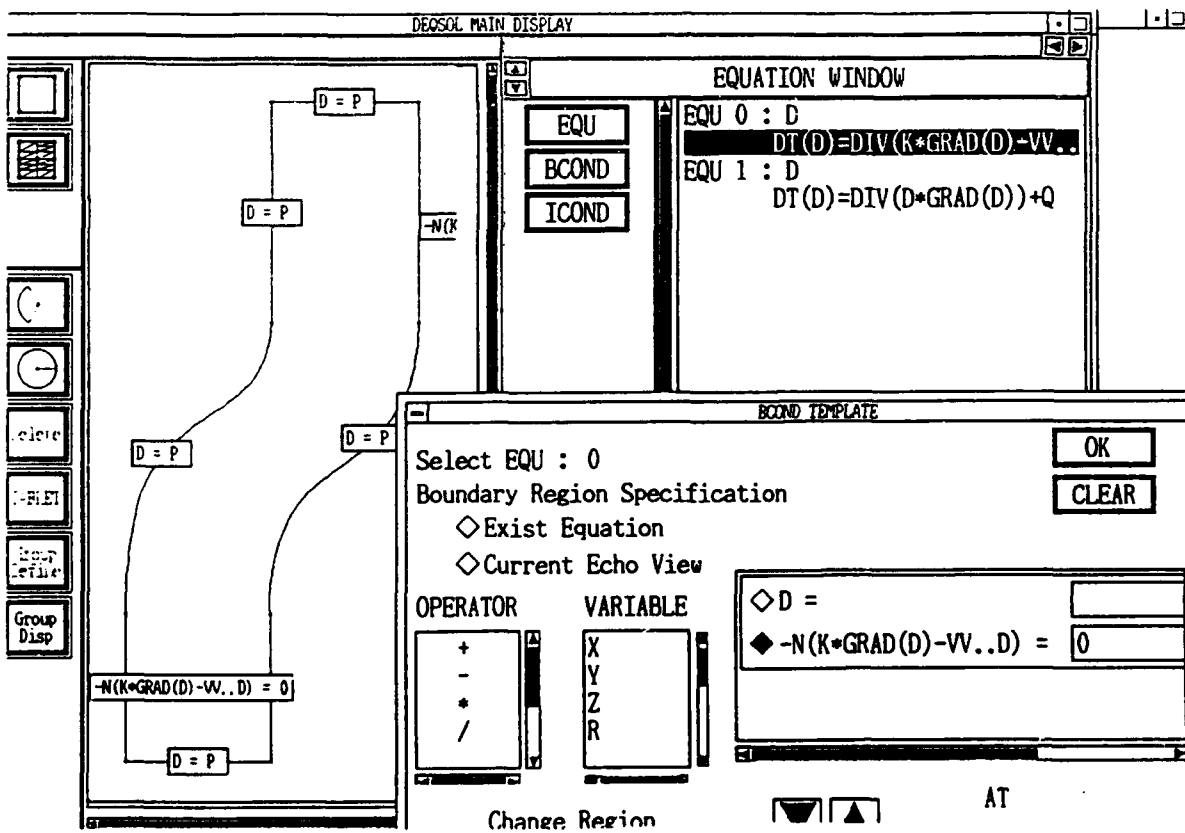 DEQSOL MAIN DISPLAY
EQUATION WINDOW
EQU
BCOND
ICOND
EQU 0 : D
DT(D)=DIV(K*GRAD(D)-VV..
EQU 1 : D
DT(D)=DIV(D*GRAD(D))+Q
D = P
D = P
-N(K
D = P
D = P
-N(K*GRAD(D)-VV..D) = 0
D = P
Group
Disp
BCOND TEMPLATE
Select EQU : 0
OK
Boundary Region Specification
CLEAR
◇Exist Equation
◇Current Echo View
OPERATOR
+
-
*
/
VARIABLE
X
Y
Z
R
◇D =
◆-N(K*GRAD(D)-VV..D) = 0
AT
Change Region